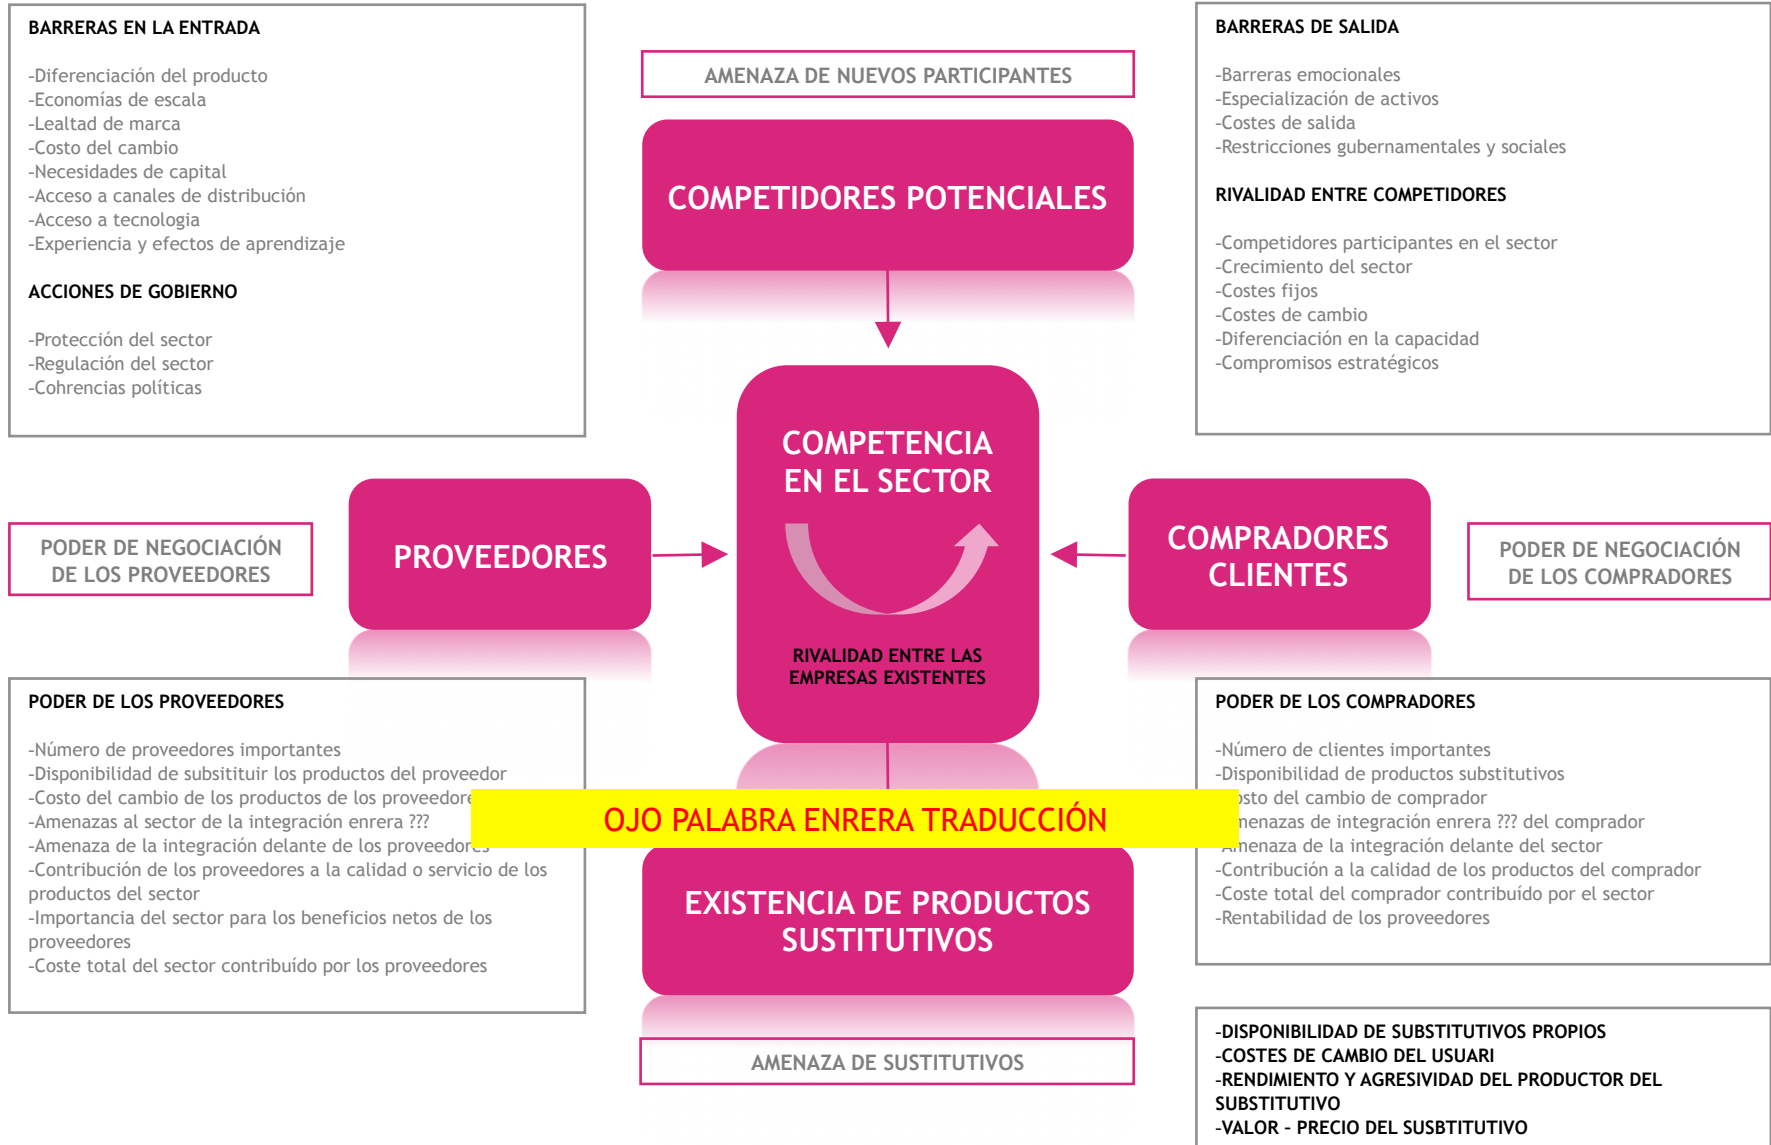 BARRERAS EN LA ENTRADA
-Diferenciación del producto
-Economías de escala
-Lealtad de marca
-Costo del cambio
-Necesidades de capital
-Acceso a canales de distribución
-Acceso a tecnologia
-Experiencia y efectos de aprendizaje
ACCIONES DE GOBIERNO
-Protección del sector
-Regulación del sector
-Cohrencias políticas
AMENAZA DE NUEVOS PARTICIPANTES
COMPETIDORES POTENCIALES
BARRERAS DE SALIDA
-Barreras emocionales
-Especialización de activos
-Costes de salida
-Restricciones gubernamentales y sociales
RIVALIDAD ENTRE COMPETIDORES
-Competidores participantes en el sector
-Crecimiento del sector
-Costes fijos
-Costes de cambio
-Diferenciación en la capacidad
-Compromisos estratégicos
PODER DE NEGOCIACIÓN
DE LOS PROVEEDORES
PROVEEDORES
COMPETENCIA
EN EL SECTOR
RIVALIDAD ENTRE LAS
EMPRESAS EXISTENTES
COMPRADORES
CLIENTES
PODER DE NEGOCIACIÓN
DE LOS COMPRADORES
PODER DE LOS PROVEEDORES
-Número de proveedores importantes
-Disponibilidad de subsitituir los productos del proveedor
-Costo del cambio de los productos de los proveedore
-Amenazas al sector de la integración enrera ???
-Amenaza de la integración delante de los proveedores
-Contribución de los proveedores a la calidad o servicio de los
productos del sector
-Importancia del sector para los beneficios netos de los
proveedores
-Coste total del sector contribuído por los proveedores
OJO PALABRA ENRERA TRADUCCIÓN
EXISTENCIA DE PRODUCTOS
SUSTITUTIVOS
AMENAZA DE SUSTITUTIVOS
PODER DE LOS COMPRADORES
-Número de clientes importantes
-Disponibilidad de productos substitutivos
osto del cambio de comprador
menazas de integración enrera ??? del comprador
-Amenaza de la integración delante del sector
-Contribución a la calidad de los productos del comprador
-Coste total del comprador contribuído por el sector
-Rentabilidad de los proveedores
-DISPONIBILIDAD DE SUBSTITUTIVOS PROPIOS
-COSTES DE CAMBIO DEL USUARI
-RENDIMIENTO Y AGRESIVIDAD DEL PRODUCTOR DEL
SUBSTITUTIVO
-VALOR - PRECIO DEL SUSBTITUTIVO